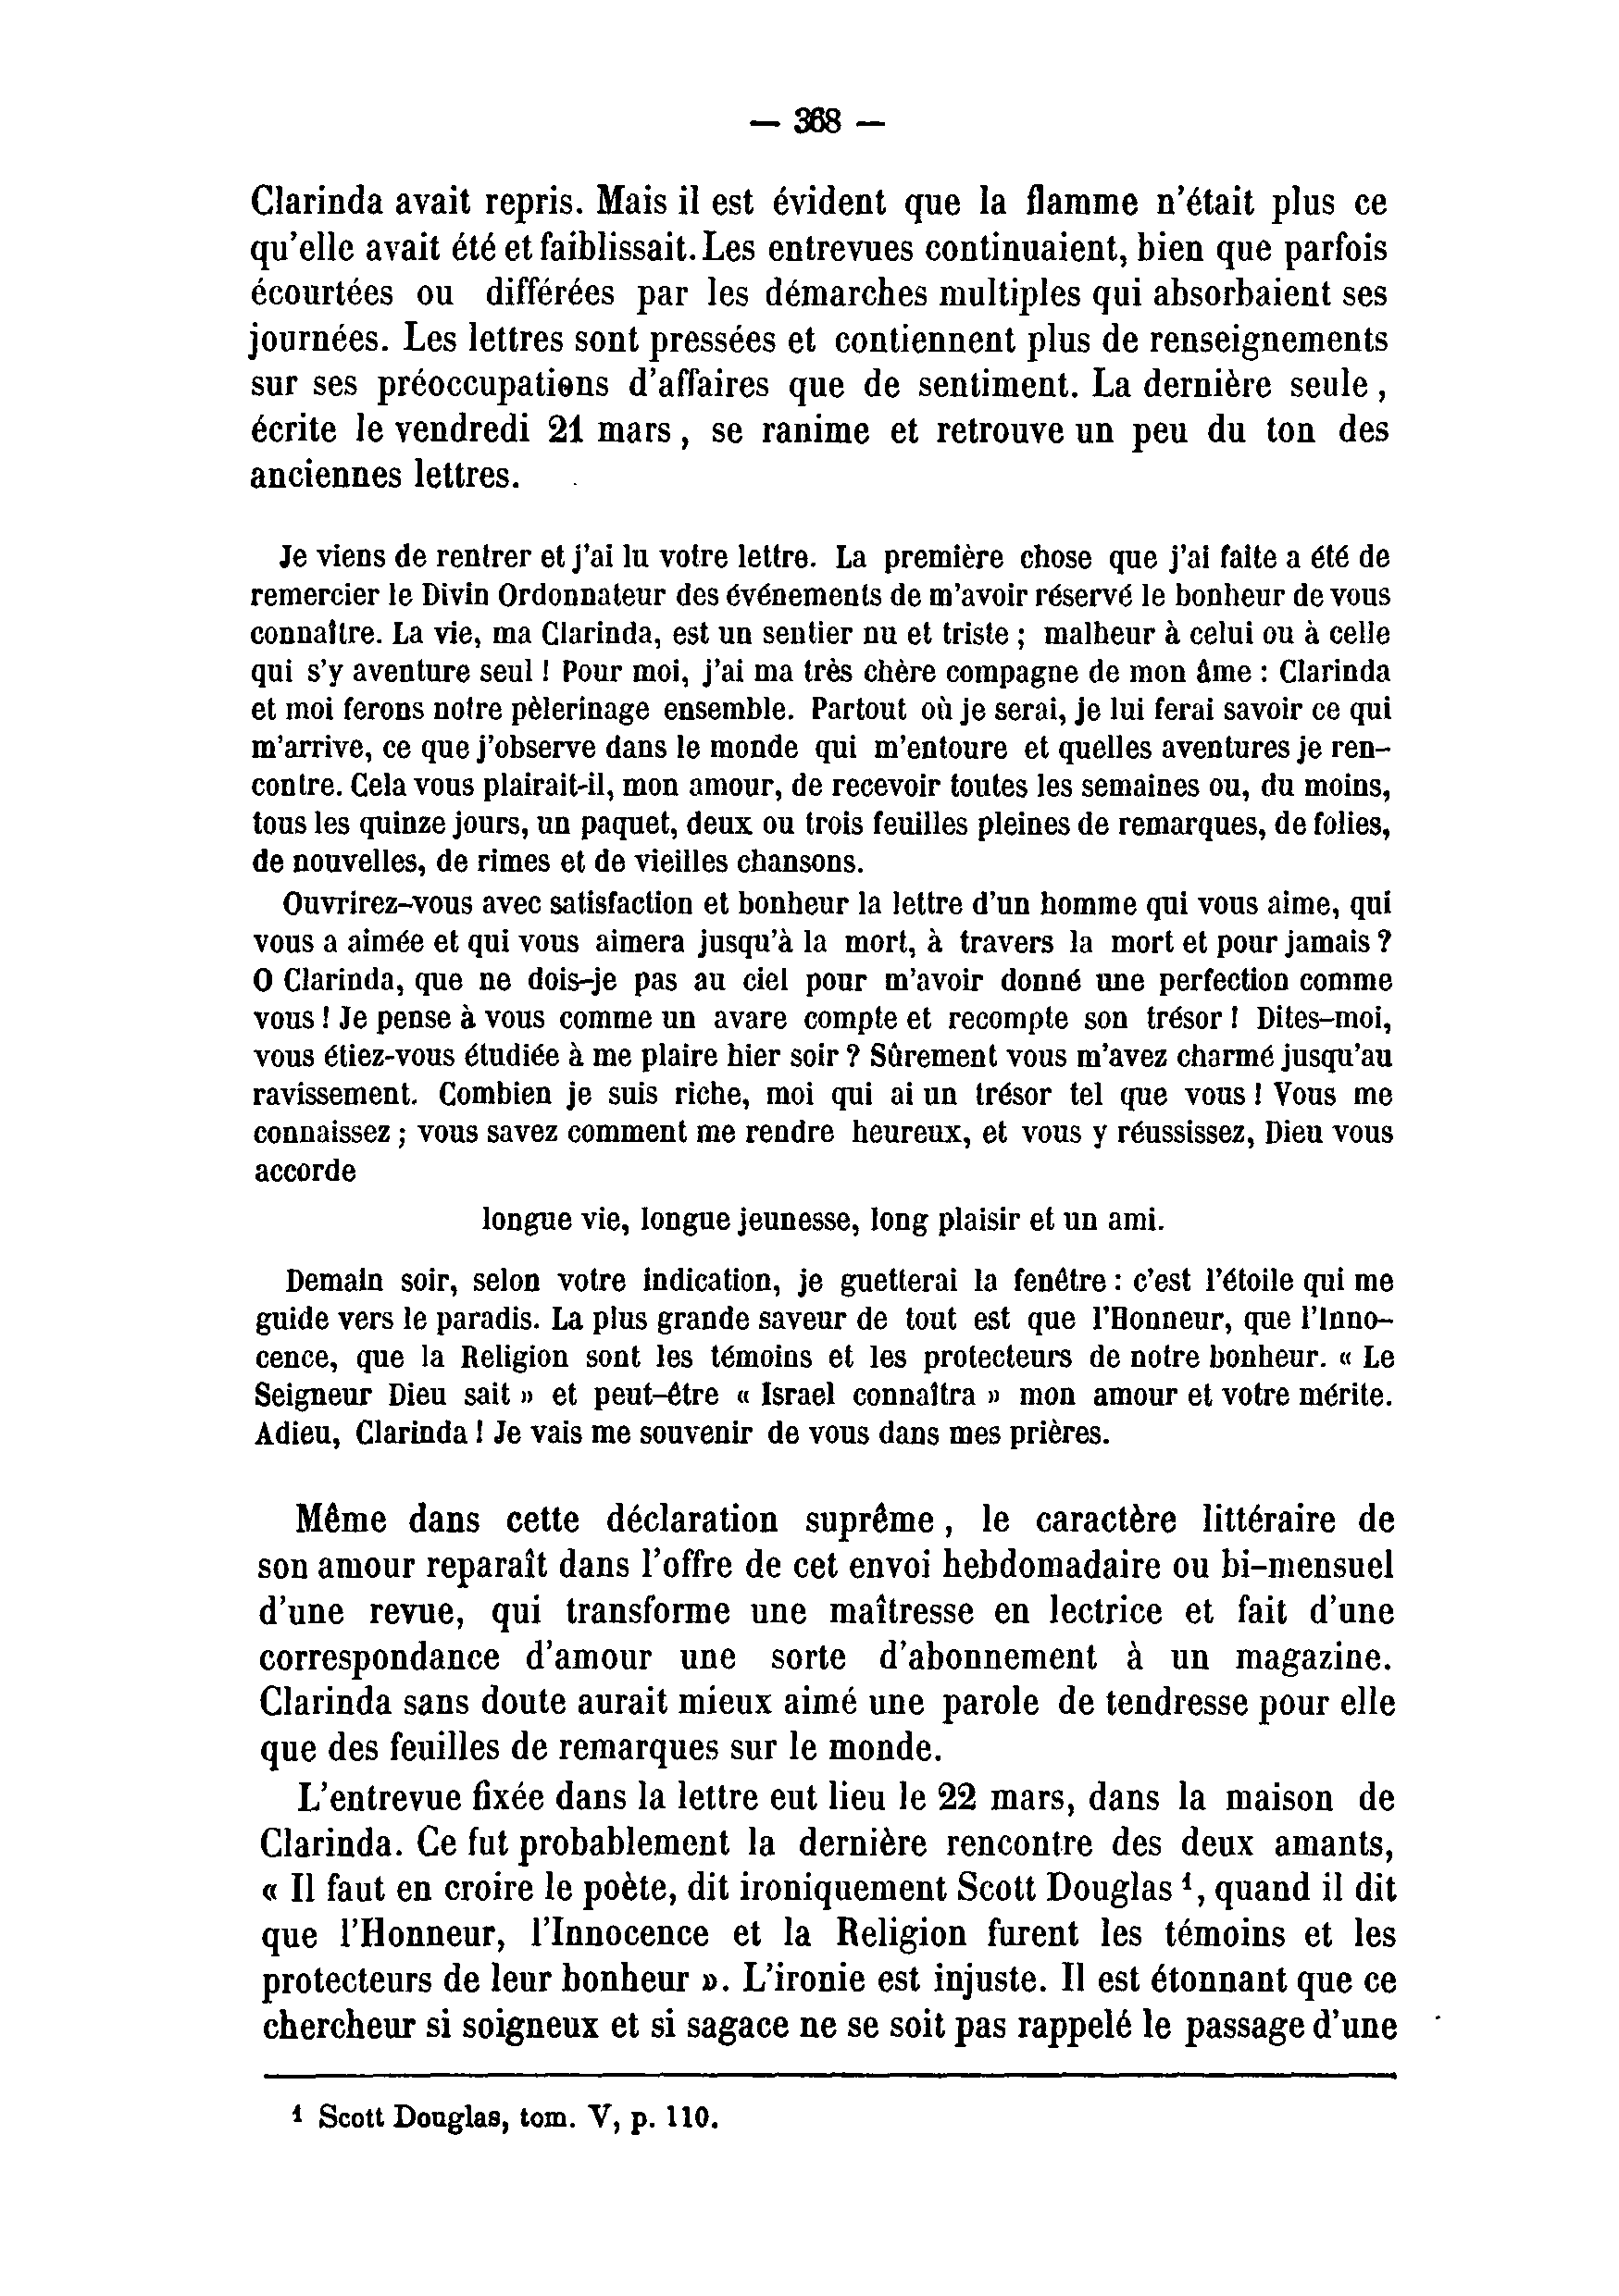 — 368 —
Clarinda avait repris. Mais il est évident que la flamme n'était plus ce
qu'elle avait été et faiblissait. Les entrevues continuaient, bien que parfois
écourtées ou différées par les démarches multiples qui absorbaient ses
journées. Les lettres sont pressées et contiennent plus de renseignements
sur ses préoccupations d'affaires que de sentiment. La dernière seule,
écrite le vendredi 21 mars, se ranime et retrouve un peu du ton des
anciennes lettres.
Je viens de rentrer et j'ai lu votre lettre. La première chose que j'ai faite a été de
remercier le Divin Ordonnateur des événements de m'avoir réservé le bonheur de vous
connaître. La vie, ma Clarinda, est un sentier nu et triste ; malheur à celui ou à celle
qui s'y aventure seul ! Pour moi, j'ai ma très chère compagne de mon âme : Clarinda
et moi ferons notre pèlerinage ensemble. Partout où je serai, je lui ferai savoir ce qui
m'arrive, ce que j'observe dans le monde qui m'entoure et quelles aventures je ren-
contre. Cela vous plairait-il, mon amour, de recevoir toutes les semaines ou, du moins,
tous les quinze jours, un paquet, deux ou trois feuilles pleines de remarques, de folies,
de nouvelles, de rimes et de vieilles chansons.
Ouvrirez-vous avec satisfaction et bonheur la lettre d'un homme qui vous aime, qui
vous a aimée et qui vous aimera jusqu'à la mort, à travers la mort et pour jamais ?
O Clarinda, que ne dois-je pas au ciel pour m'avoir donné une perfection comme
vous ! Je pense à vous comme un avare compte et recompte son trésor ! Dites-moi,
vous étiez-vous étudiée à me plaire hier soir ? Sûrement vous m'avez charmé jusqu'au
ravissement. Combien je suis riche, moi qui ai un trésor tel que vous ! Vous me
connaissez ; vous savez comment me rendre heureux, et vous y réussissez, Dieu vous
accorde
longue vie, longue jeunesse, long plaisir et un ami.
Demain soir, selon votre indication, je guetterai la fenêtre : c'est l'étoile qui me
guide vers le paradis. La plus grande saveur de tout est que l'Honneur, que l'Inno-
cence, que la Religion sont les témoins et les protecteurs de notre bonheur. « Le
Seigneur Dieu sait » et peut-être « Israel connaîtra » mon amour et votre mérite.
Adieu, Clarinda ! Je vais me souvenir de vous dans mes prières.
Même dans cette déclaration suprême, le caractère littéraire de
son amour reparaît dans l'offre de cet envoi hebdomadaire ou bi-mensuel
d'une revue, qui transforme une maîtresse en lectrice et fait d'une
correspondance d'amour une sorte d'abonnement à un magazine.
Clarinda sans doute aurait mieux aimé une parole de tendresse pour elle
que des feuilles de remarques sur le monde.
L'entrevue fixée dans la lettre eut lieu le 22 mars, dans la maison de
Clarinda. Ce fut probablement la dernière rencontre des deux amants,
« Il faut en croire le poète, dit ironiquement Scott Douglas ¹, quand il dit
que l'Honneur, l'Innocence et la Religion furent les témoins et les
protecteurs de leur bonheur ». L'ironie est injuste. Il est étonnant que ce
chercheur si soigneux et si sagace ne se soit pas rappelé le passage d'une
¹ Scott Douglas, tom. V, p. 110.